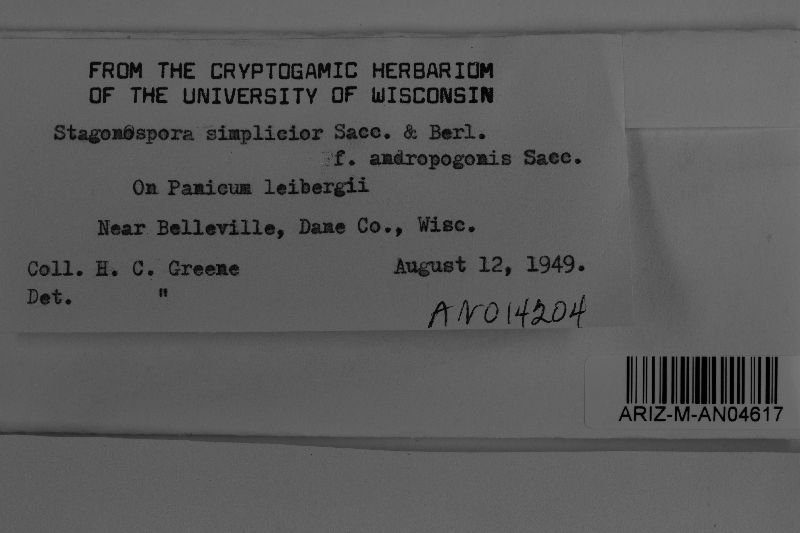 FROM THE CRYPTOGAMIC HERBARIUM
OF THE UNIVERSITY OF WISCONSIN
Stagonospora simplicior Sacc. & Berl.
f. andropogonis Sacc.
On Panicum leibergii
Near Belleville, Dane Co., Wisc.
Coll. H. C. Greene August 12, 1949.
Det. "
AN014204
ARIZ-M-AN04617